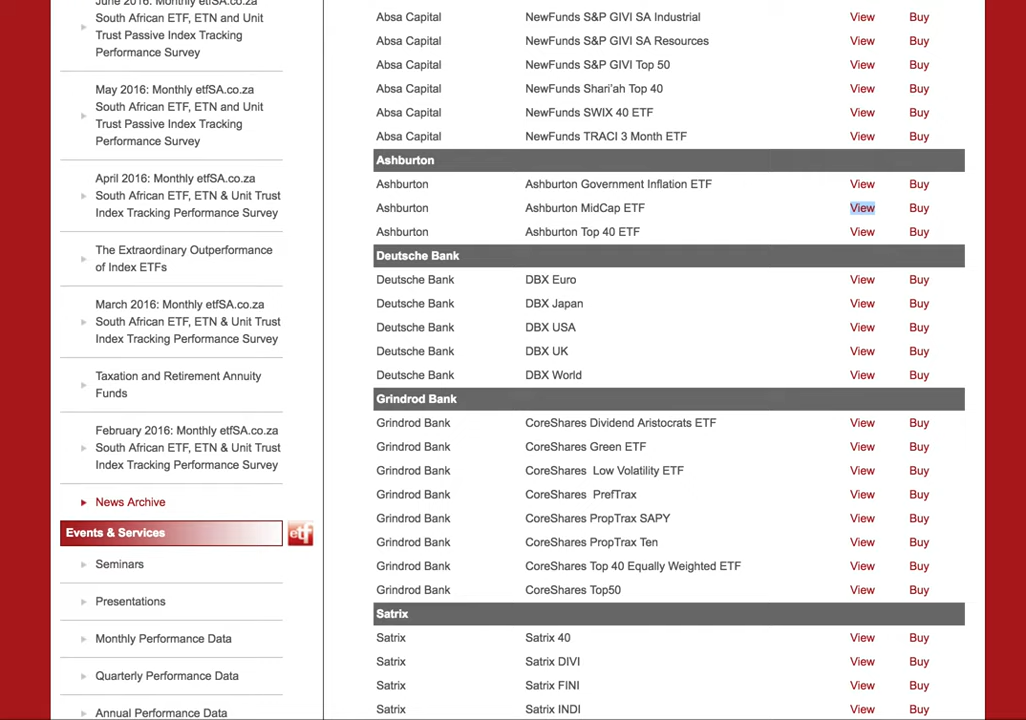 June 2016: Monthly etfSA.co.za
South African ETF, ETN and Unit
Trust Passive Index Tracking
Performance Survey
May 2016: Monthly etfSA.co.za
South African ETF, ETN and Unit
Trust Passive Index Tracking
Performance Survey
April 2016: Monthly etfSA.co.za
South African ETF, ETN & Unit Trust
Index Tracking Performance Survey
The Extraordinary Outperformance
of Index ETFs
March 2016: Monthly etfSA.co.za
South African ETF, ETN & Unit Trust
Index Tracking Performance Survey
Taxation and Retirement Annuity
Funds
February 2016: Monthly etfSA.co.za
South African ETF, ETN & Unit Trust
Index Tracking Performance Survey
News Archive
Events & Services
etf
Seminars
Presentations
Monthly Performance Data
Quarterly Performance Data
Annual Performance Data
Absa Capital NewFunds S&P GIVI SA Industrial View Buy
Absa Capital NewFunds S&P GIVI SA Resources View Buy
Absa Capital NewFunds S&P GIVI Top 50 View Buy
Absa Capital NewFunds Shari'ah Top 40 View Buy
Absa Capital NewFunds SWIX 40 ETF View Buy
Absa Capital NewFunds TRACI 3 Month ETF View Buy
Ashburton
Ashburton Ashburton Government Inflation ETF View Buy
Ashburton Ashburton MidCap ETF View Buy
Ashburton Ashburton Top 40 ETF View Buy
Deutsche Bank
Deutsche Bank DBX Euro View Buy
Deutsche Bank DBX Japan View Buy
Deutsche Bank DBX USA View Buy
Deutsche Bank DBX UK View Buy
Deutsche Bank DBX World View Buy
Grindrod Bank
Grindrod Bank CoreShares Dividend Aristocrats ETF View Buy
Grindrod Bank CoreShares Green ETF View Buy
Grindrod Bank CoreShares Low Volatility ETF View Buy
Grindrod Bank CoreShares PrefTrax View Buy
Grindrod Bank CoreShares PropTrax SAPY View Buy
Grindrod Bank CoreShares PropTrax Ten View Buy
Grindrod Bank CoreShares Top 40 Equally Weighted ETF View Buy
Grindrod Bank CoreShares Top50 View Buy
Satrix
Satrix Satrix 40 View Buy
Satrix Satrix DIVI View Buy
Satrix Satrix FINI View Buy
Satrix Satrix INDI View Buy